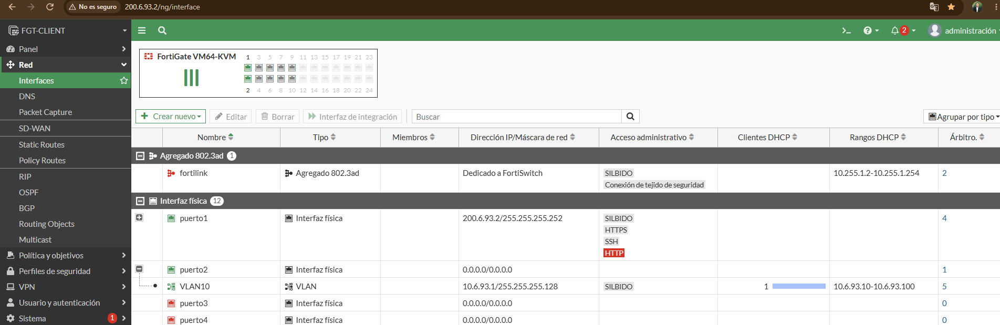 No es seguro 200.6.93.2/ng/interface
FGT-CLIENT
2 administración
Panel
Red
Interfaces
DNS
Packet Capture
SD-WAN
Static Routes
Policy Routes
RIP
OSPF
BGP
Routing Objects
Multicast
Política y objetivos
Perfiles de seguridad
VPN
Usuario y autenticación
Sistema 1
FortiGate VM64-KVM
1 3 5 7 9 11 13 15 17 19 21 23
2 4 6 8 10 12 14 16 18 20 22 24
Crear nuevo Editar Borrar Interfaz de integración Buscar Agrupar por tipo
Nombre Tipo Miembros Dirección IP/Máscara de red Acceso administrativo Clientes DHCP Rangos DHCP Árbitro.
Agregado 802.3ad 1
fortilink Agregado 802.3ad Dedicado a FortiSwitch SILBIDO 10.255.1.2-10.255.1.254 2
Conexión de tejido de seguridad
Interfaz física 12
puerto1 Interfaz física 200.6.93.2/255.255.255.252 SILBIDO 4
HTTPS
SSH
HTTP
puerto2 Interfaz física 0.0.0.0/0.0.0.0 1
VLAN10 VLAN 10.6.93.1/255.255.255.128 SILBIDO 1 10.6.93.10-10.6.93.100 5
puerto3 Interfaz física 0.0.0.0/0.0.0.0 0
puerto4 Interfaz física 0.0.0.0/0.0.0.0 0